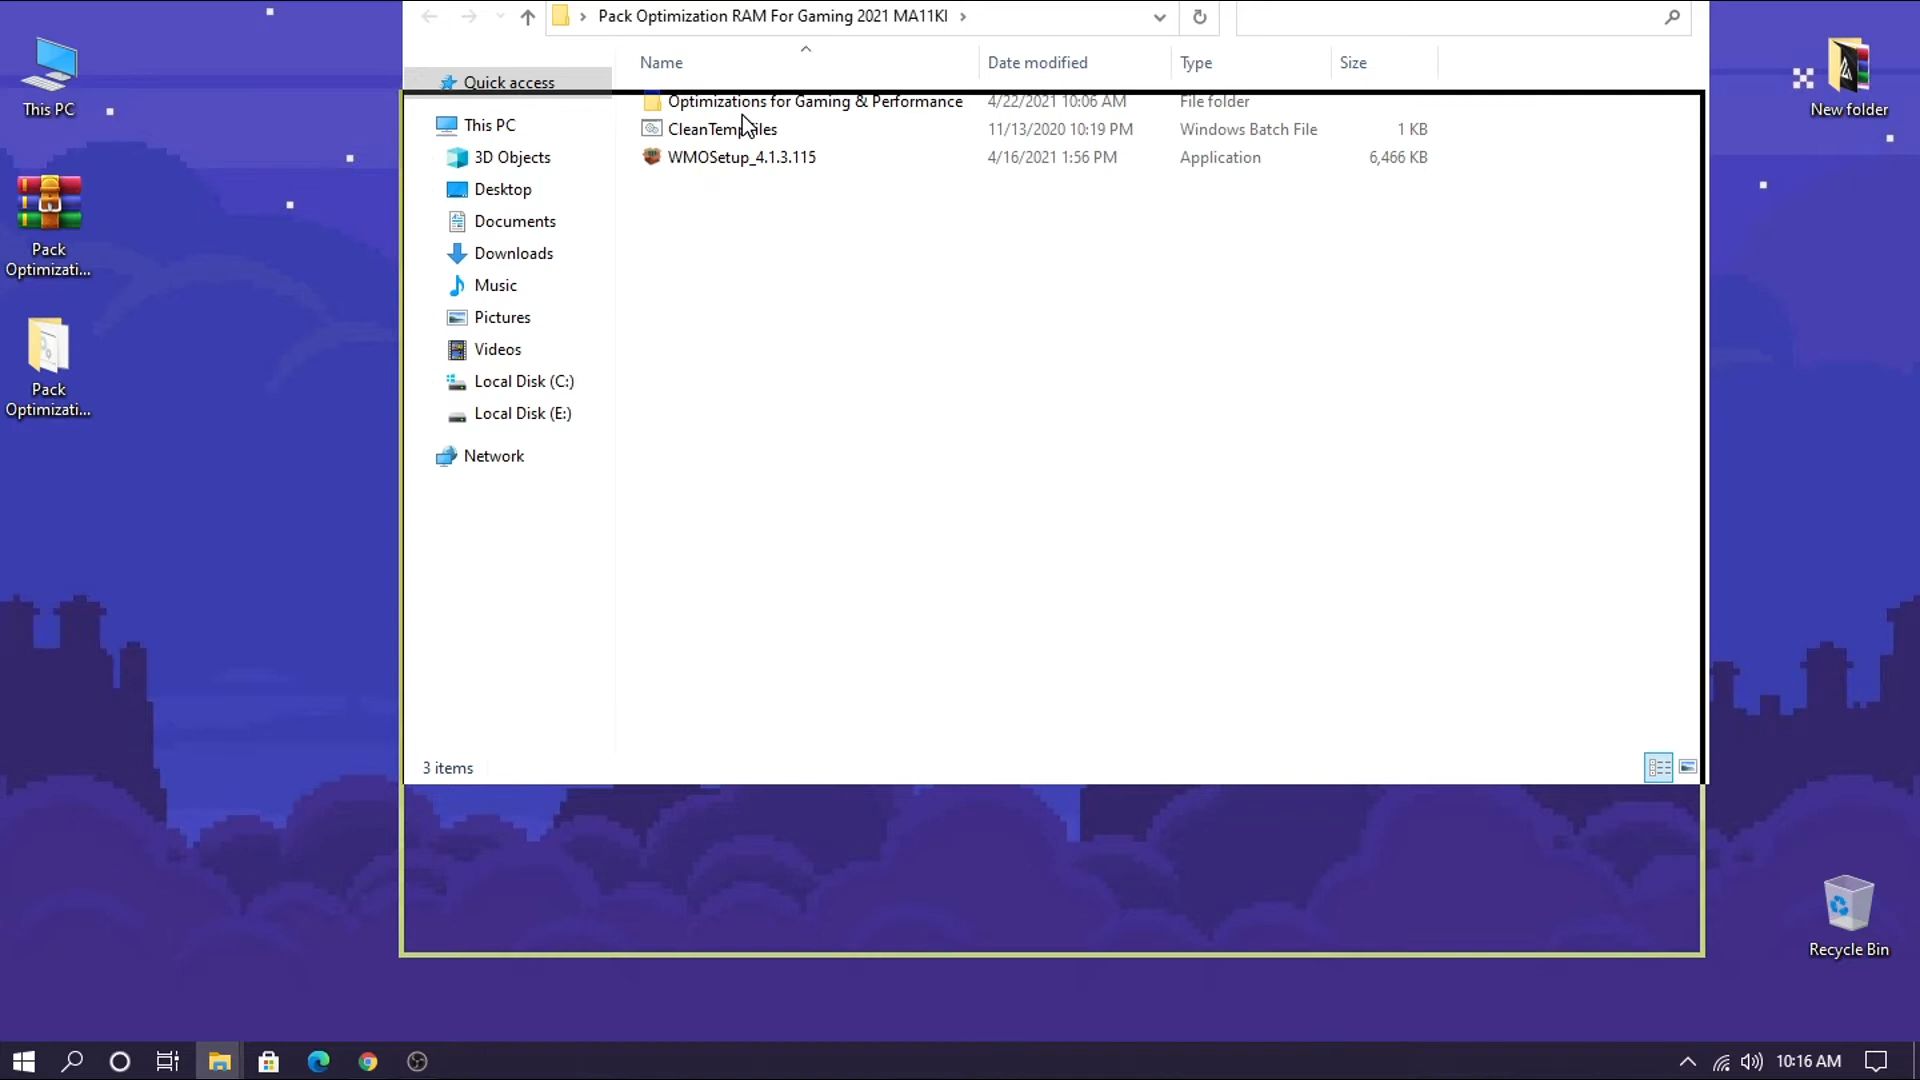 Pack Optimization RAM For Gaming 2021 MA11KI
Name Date modified Type Size
Quick access
This PC
3D Objects
Desktop
Documents
Downloads
Music
Pictures
Videos
Local Disk (C:)
Local Disk (E:)
Network
Optimizations for Gaming & Performance 4/22/2021 10:06 AM File folder
CleanTempFiles 11/13/2020 10:19 PM Windows Batch File 1 KB
WMOSetup_4.1.3.115 4/16/2021 1:56 PM Application 6,466 KB
3 items
This PC
Pack
Optimizati...
Pack
Optimizati...
New folder
Recycle Bin
10:16 AM